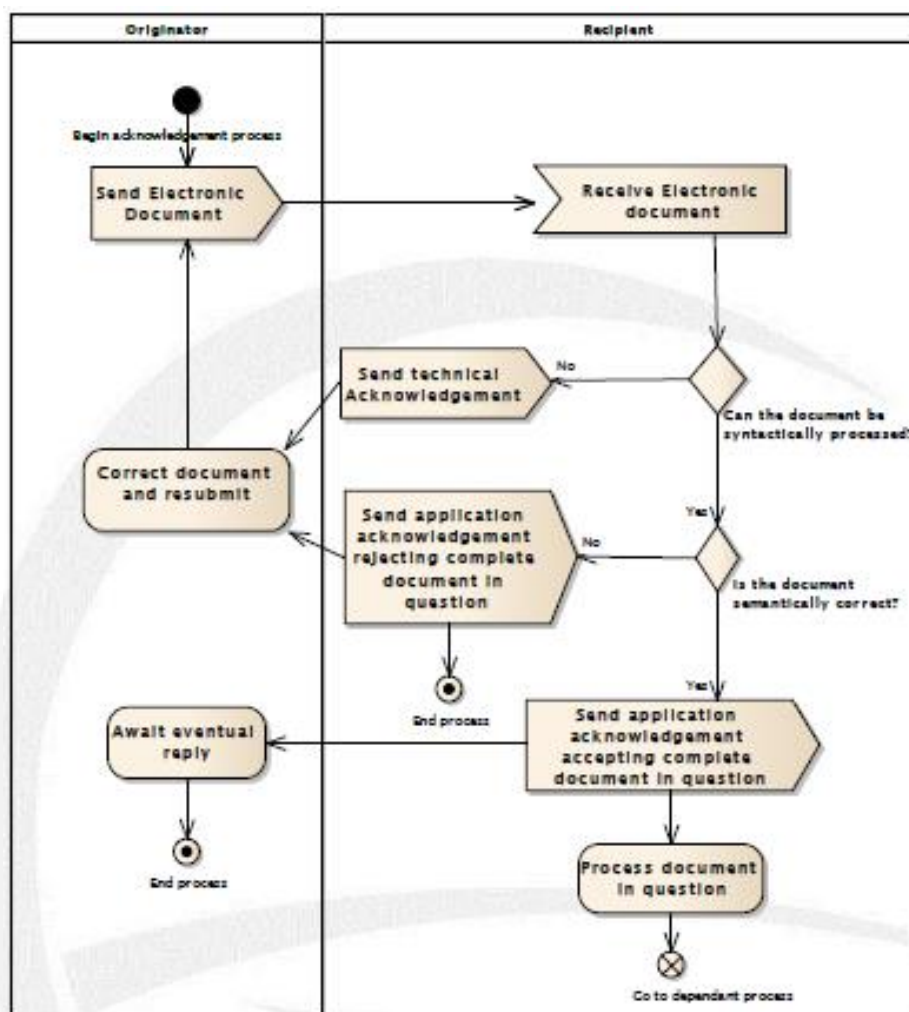 Originator
Recipient
Begin acknowledgement process
Send Electronic
Document
Receive Electronic
document
No
Send technical
Acknowledgement
Can the document be
syntactically processed?
Correct document
and resubmit
Yes
Send application
acknowledgement
rejecting complete
document in
question
No
Is the document
semantically correct?
Yes
End process
Await eventual
reply
Send application
acknowledgement
accepting complete
document in question
End process
Process document
in question
Go to dependant process